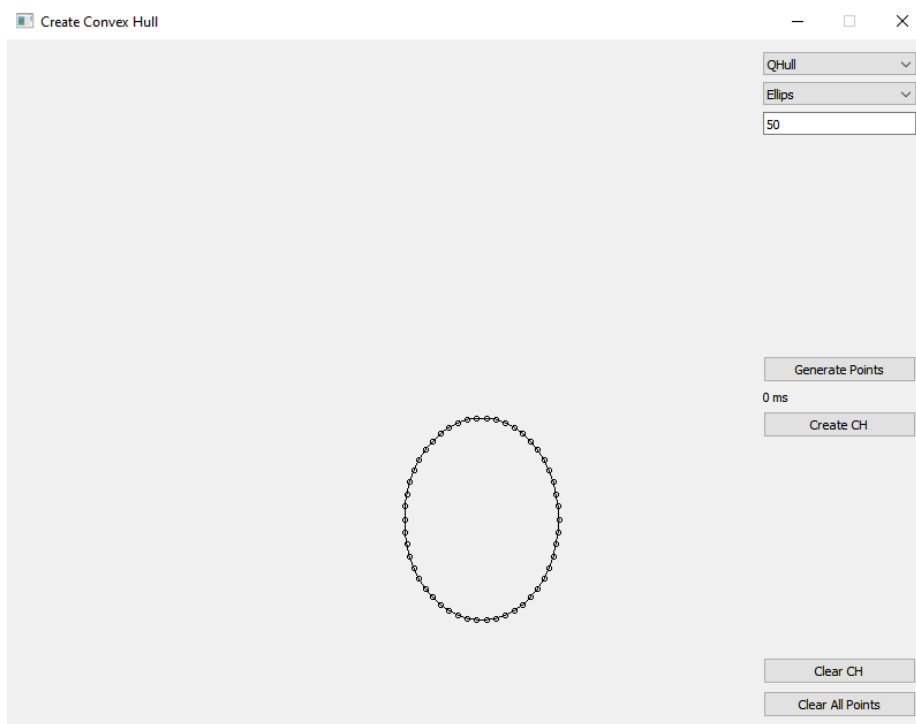 Create Convex Hull
QHull
Ellips
50
Generate Points
0 ms
Create CH
Clear CH
Clear All Points